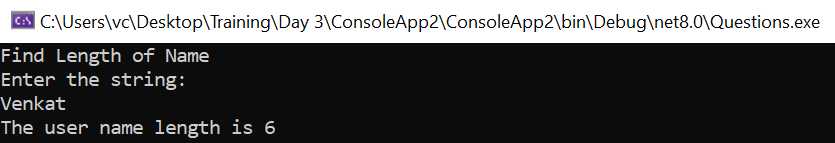 C:\Users\vc\Desktop\Training\Day 3\ConsoleApp2\ConsoleApp2\bin\Debug\net8.0\Questions.exe
Find Length of Name
Enter the string:
Venkat
The user name length is 6